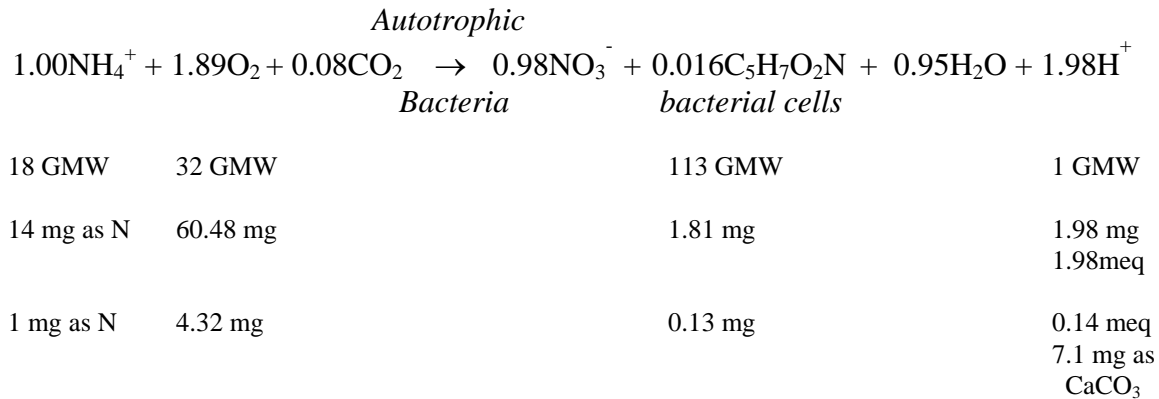 Autotrophic
1.00NH₄⁺ + 1.89O₂ + 0.08CO₂ → 0.98NO₃⁻ + 0.016C₅H₇O₂N + 0.95H₂O + 1.98H⁺
Bacteria bacterial cells
18 GMW 32 GMW 113 GMW 1 GMW
14 mg as N 60.48 mg 1.81 mg 1.98 mg
1.98meq
1 mg as N 4.32 mg 0.13 mg 0.14 meq
7.1 mg as
CaCO₃